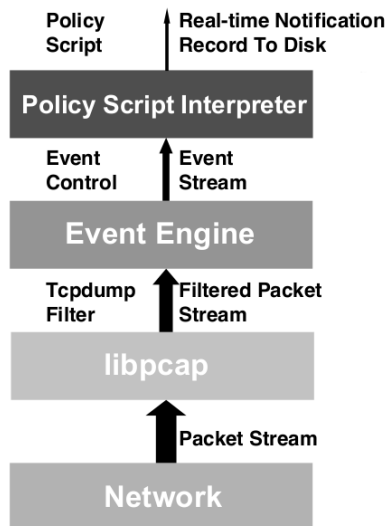 Policy
Script
Real-time Notification
Record To Disk
Policy Script Interpreter
Event
Control
Event
Stream
Event Engine
Tcpdump
Filter
Filtered Packet
Stream
libpcap
Packet Stream
Network